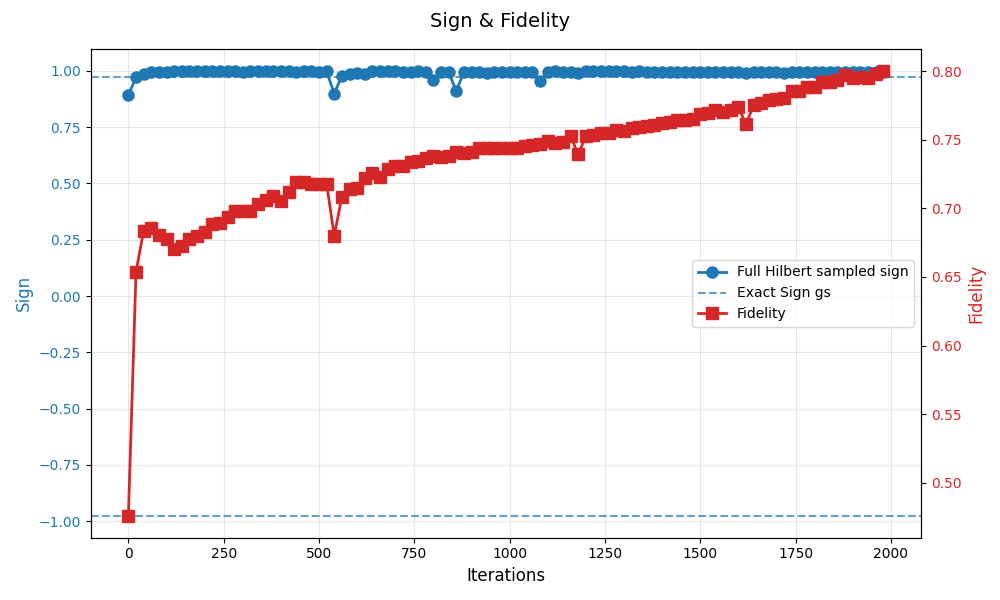 Sign & Fidelity
1.00
0.75
0.50
0.25
0.00
−0.25
−0.50
−0.75
−1.00
Sign
0.80
0.75
0.70
0.65
0.60
0.55
0.50
Fidelity
Full Hilbert sampled sign
Exact Sign gs
Fidelity
0 250 500 750 1000 1250 1500 1750 2000
Iterations